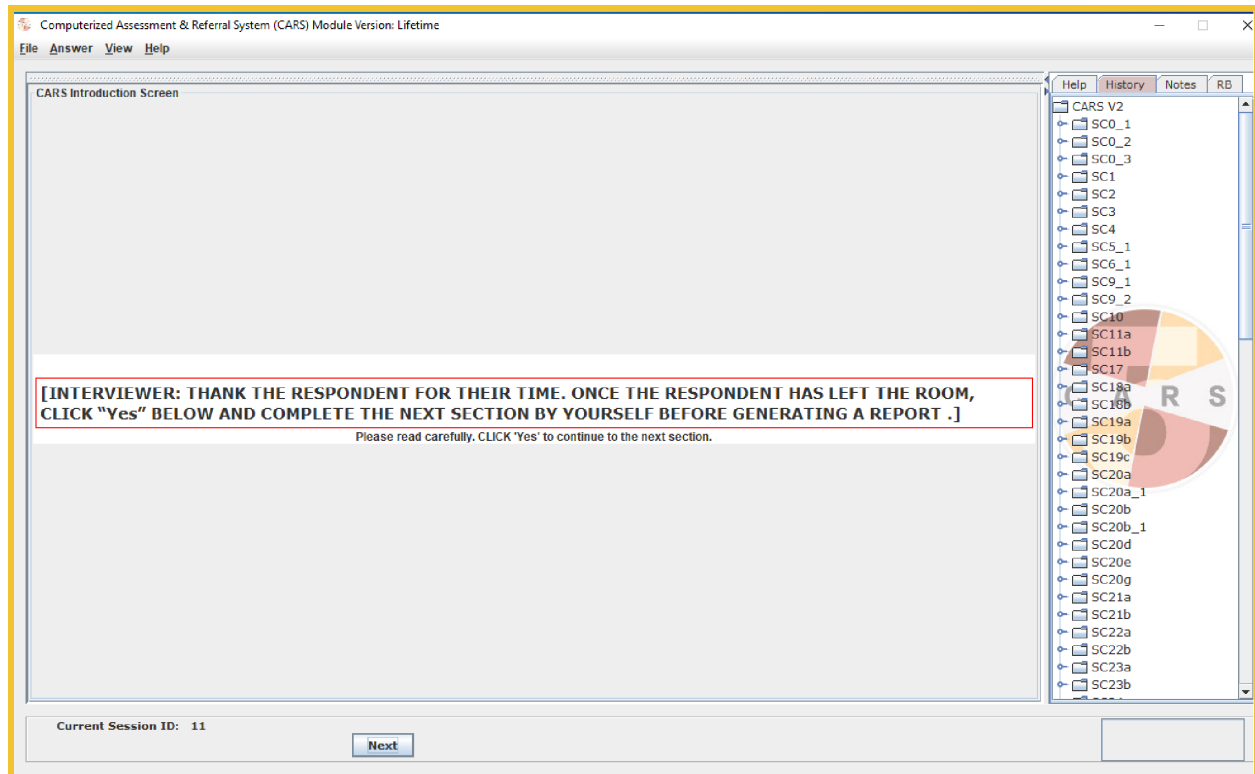 Computerized Assessment & Referral System (CARS) Module Version: Lifetime
File Answer View Help
CARS Introduction Screen
[INTERVIEWER: THANK THE RESPONDENT FOR THEIR TIME. ONCE THE RESPONDENT HAS LEFT THE ROOM,
CLICK “Yes” BELOW AND COMPLETE THE NEXT SECTION BY YOURSELF BEFORE GENERATING A REPORT .]
Please read carefully. CLICK 'Yes' to continue to the next section.
Help History Notes RB
CARS V2
SC0_1
SC0_2
SC0_3
SC1
SC2
SC3
SC4
SC5_1
SC6_1
SC9_1
SC9_2
SC10
SC11a
SC11b
SC17
SC18a
SC18b
SC19a
SC19b
SC19c
SC20a
SC20a_1
SC20b
SC20b_1
SC20d
SC20e
SC20g
SC21a
SC21b
SC22a
SC22b
SC23a
SC23b
C A R S
Current Session ID: 11
Next